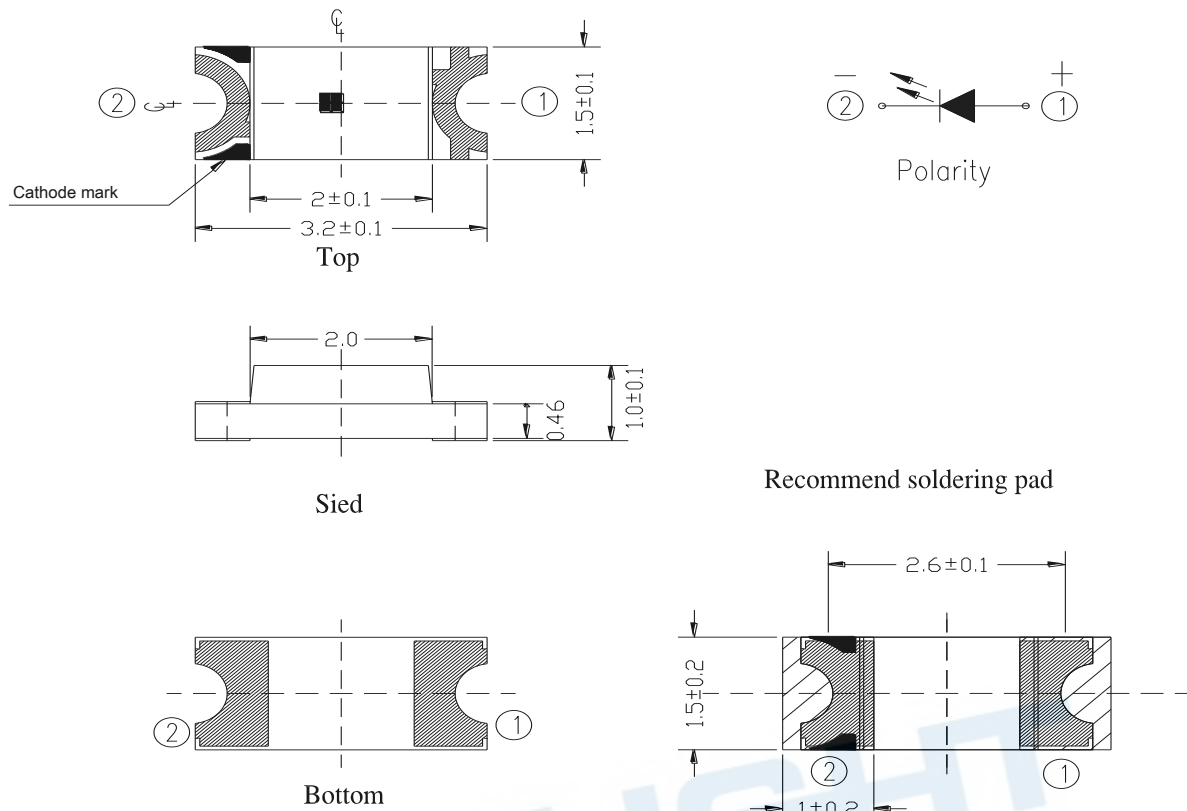 ℄
② ℄ ① 1.5±0.1
Cathode mark
2±0.1
3.2±0.1
Top
− +
② ①
Polarity
2.0
0.46
1.0±0.1
Sied
Recommend soldering pad
② ①
Bottom
2.6±0.1
1.5±0.2
② ①
1±0.2